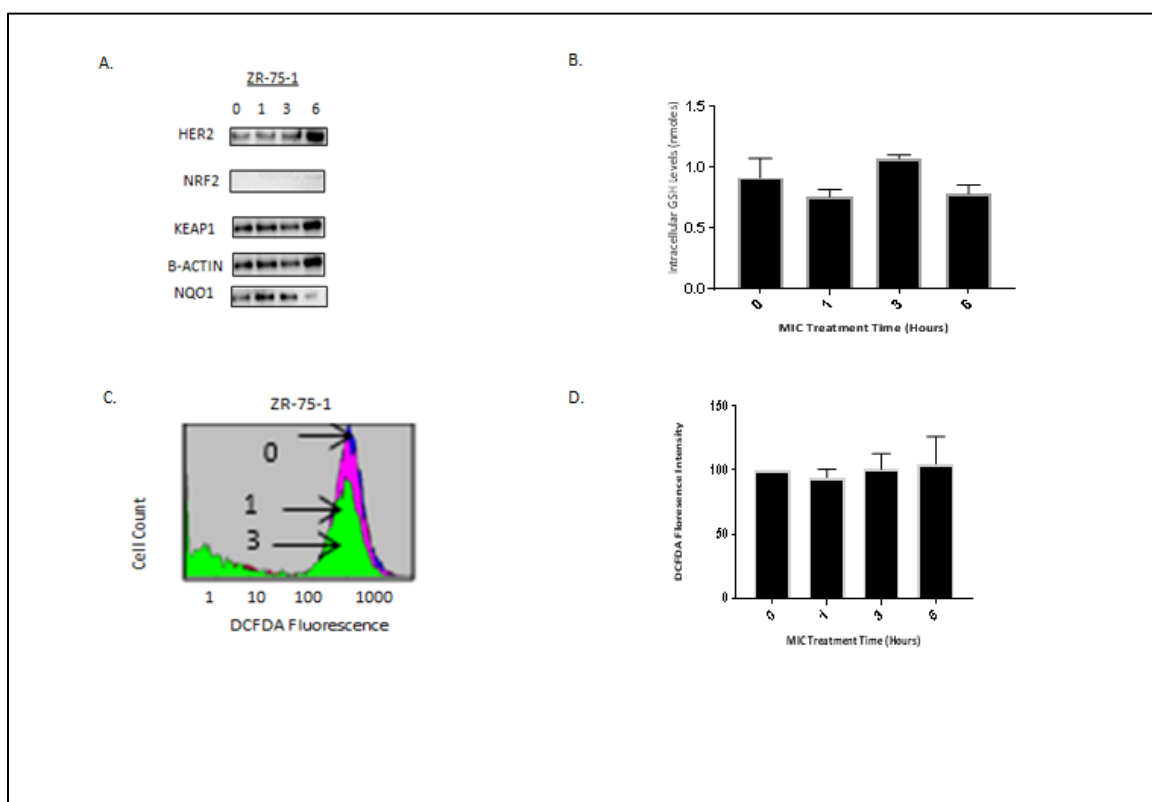 A.
ZR-75-1
0 1 3 6
HER2
NRF2
KEAP1
B-ACTIN
NQO1
B.
Intracellular GSH Levels (nmoles)
1.5
1.0
0.5
0.0
0 1 3 6
MIC Treatment Time (Hours)
C.
ZR-75-1
0
1
3
Cell Count
1 10 100 1000
DCFDA Fluorescence
D.
DCFDA Floresence Intensity
150
100
50
0
0 1 3 6
MIC Treatment Time (Hours)